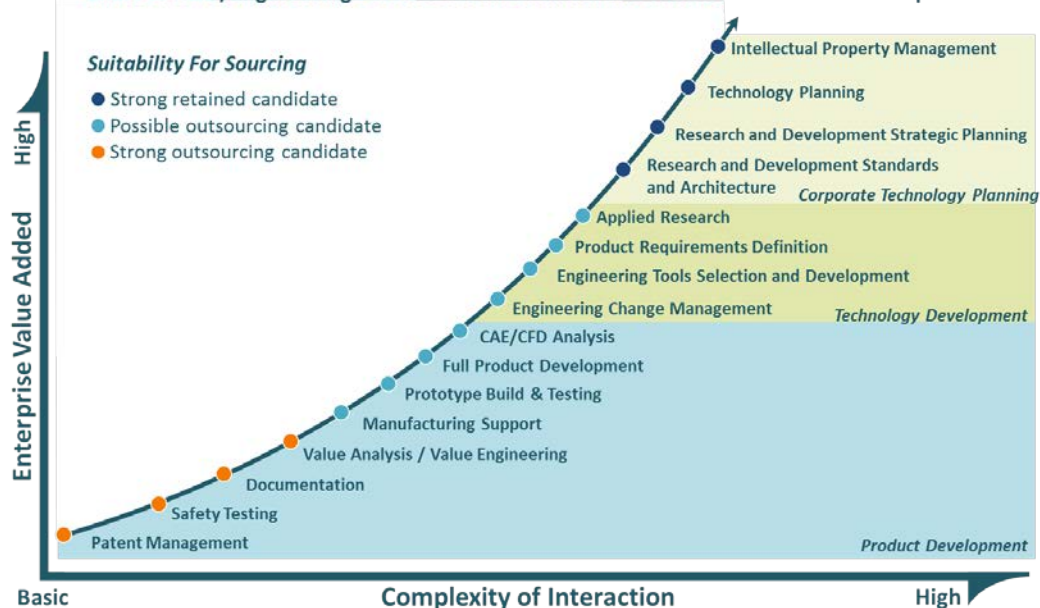 Suitability For Sourcing
Strong retained candidate
Possible outsourcing candidate
Strong outsourcing candidate
High
Enterprise Value Added
Intellectual Property Management
Technology Planning
Research and Development Strategic Planning
Research and Development Standards
and Architecture
Corporate Technology Planning
Applied Research
Product Requirements Definition
Engineering Tools Selection and Development
Engineering Change Management
Technology Development
CAE/CFD Analysis
Full Product Development
Prototype Build & Testing
Manufacturing Support
Value Analysis / Value Engineering
Documentation
Safety Testing
Patent Management
Product Development
Basic
Complexity of Interaction
High